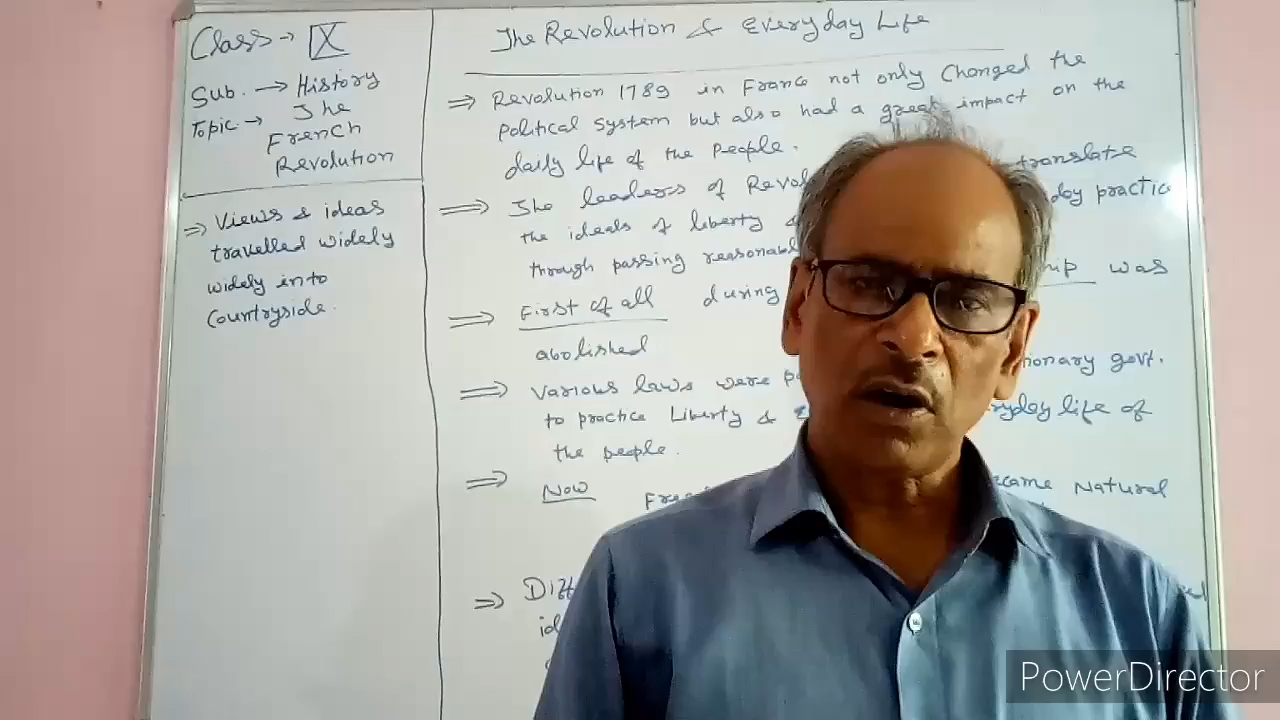 Class → X
Sub. → History
Topic → The
French
Revolution
⇒ Views & ideas
travelled widely
widely into
Countryside.
The Revolution & Everyday Life
⇒ Revolution 1789 in France not only Changed the
Political System but also had a great impact on the
daily life of the People.
⇒ The leaders of translate
the ideals of liberty practice
through passing
⇒ First of all during was
abolished
⇒ Various laws were govt.
to practice Liberty & life of
the people.
⇒ Now Natural
⇒
PowerDirector